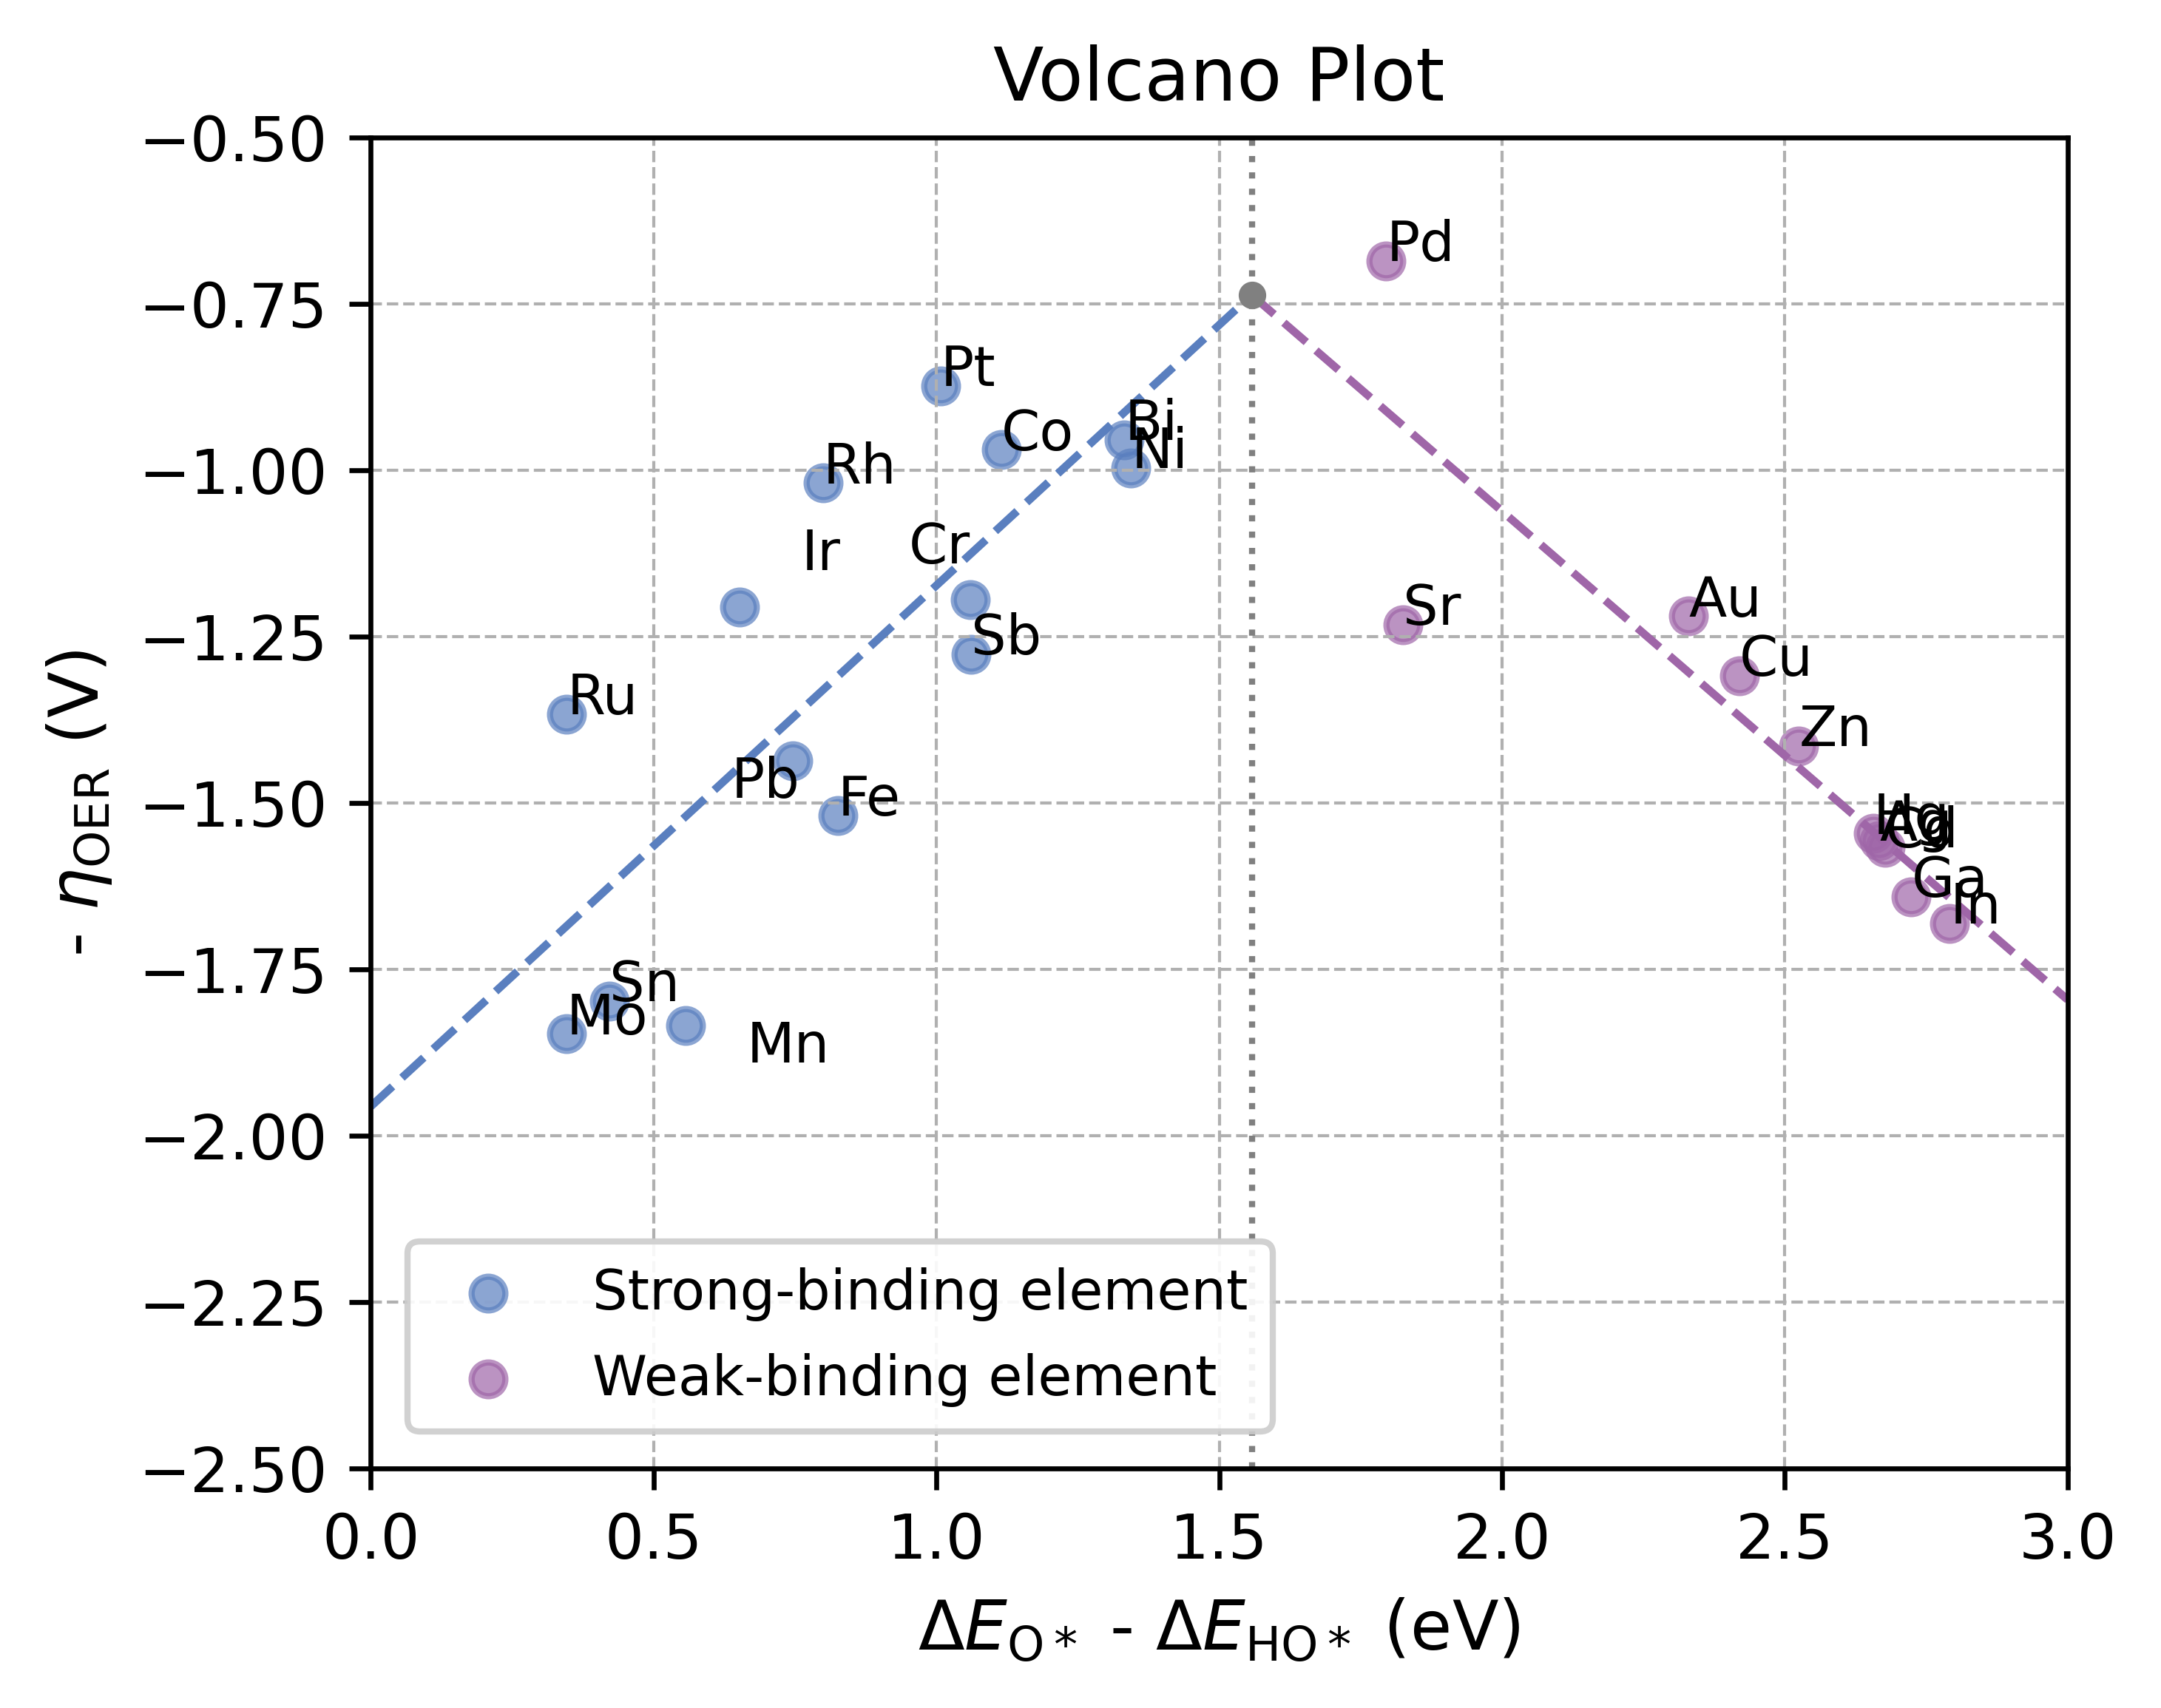 Volcano Plot
−0.50
−0.75
−1.00
−1.25
−1.50
−1.75
−2.00
−2.25
−2.50
- ηOER (V)
Pd
Pt
Bi
Co
Ni
Rh
Cr
Ir
Au
Sr
Sb
Cu
Ru
Zn
Pb
Fe
Hg
Ag
Cd
Ga
In
Sn
Mo
Mn
Strong-binding element
Weak-binding element
0.0 0.5 1.0 1.5 2.0 2.5 3.0
ΔEO* - ΔEHO* (eV)